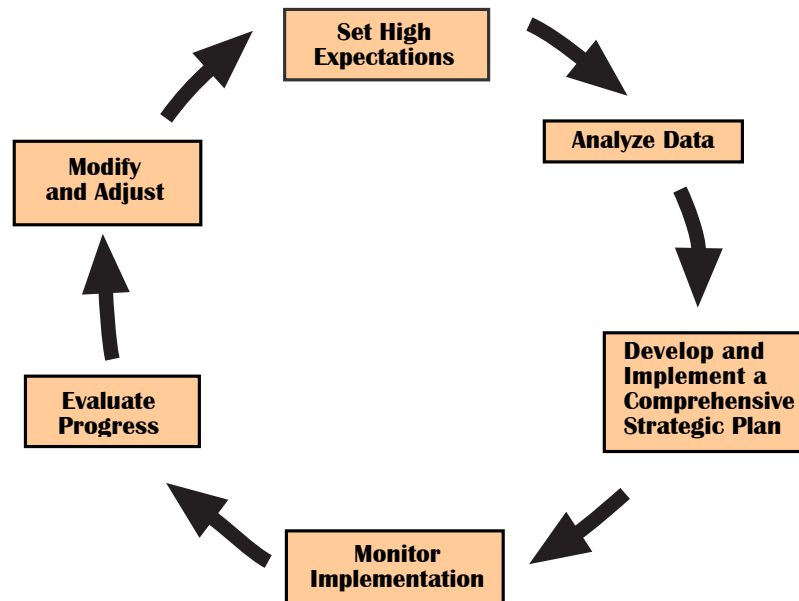 Set High
Expectations
Analyze Data
Develop and
Implement a
Comprehensive
Strategic Plan
Monitor
Implementation
Evaluate
Progress
Modify
and Adjust